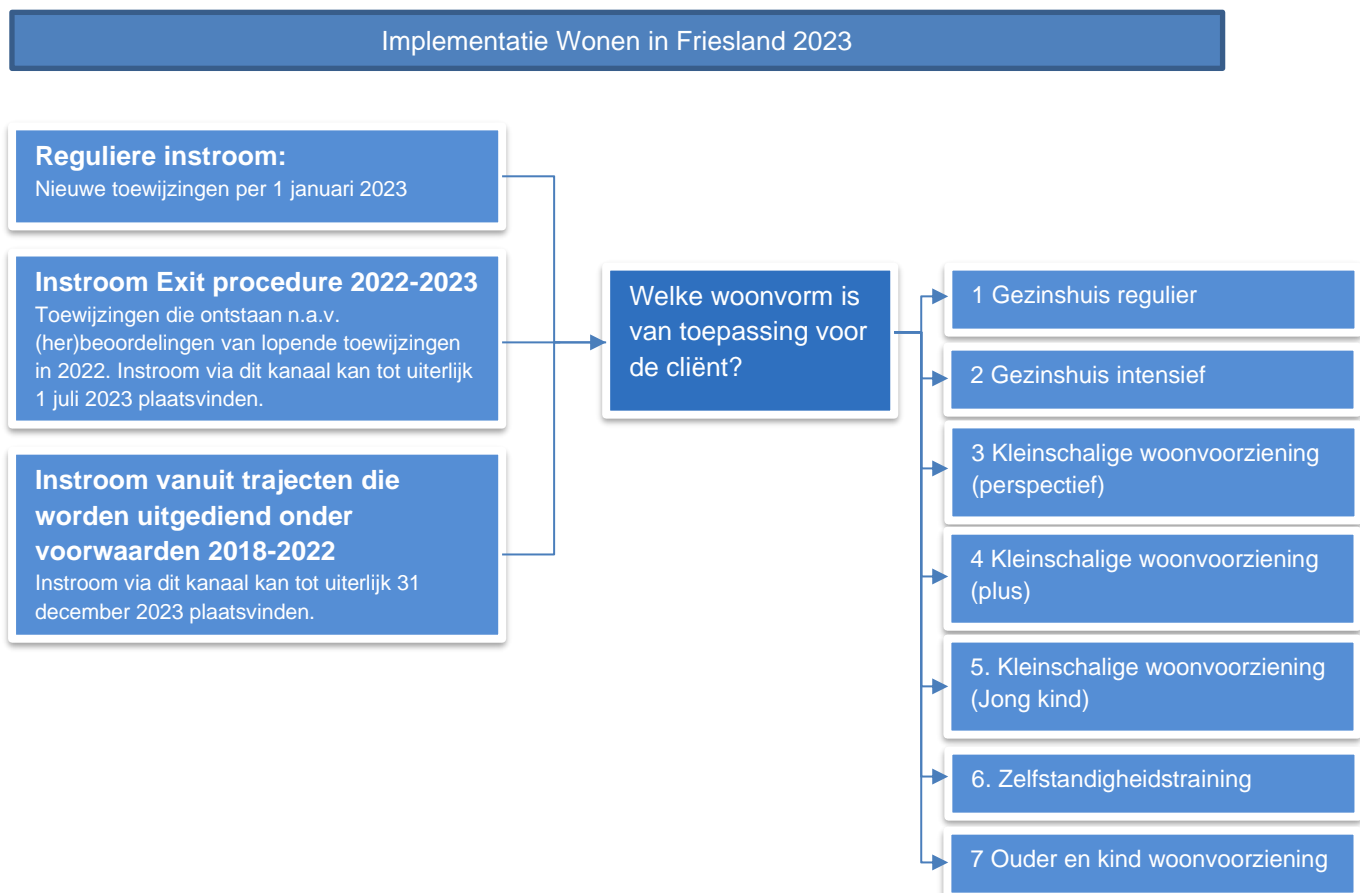 Implementatie Wonen in Friesland 2023
Reguliere instroom:
Nieuwe toewijzingen per 1 januari 2023
Instroom Exit procedure 2022-2023
Toewijzingen die ontstaan n.a.v.
(her)beoordelingen van lopende toewijzingen
in 2022. Instroom via dit kanaal kan tot uiterlijk
1 juli 2023 plaatsvinden.
Instroom vanuit trajecten die
worden uitgediend onder
voorwaarden 2018-2022
Instroom via dit kanaal kan tot uiterlijk 31
december 2023 plaatsvinden.
Welke woonvorm is
van toepassing voor
de cliënt?
1 Gezinshuis regulier
2 Gezinshuis intensief
3 Kleinschalige woonvoorziening
(perspectief)
4 Kleinschalige woonvoorziening
(plus)
5. Kleinschalige woonvoorziening
(Jong kind)
6. Zelfstandigheidstraining
7 Ouder en kind woonvoorziening